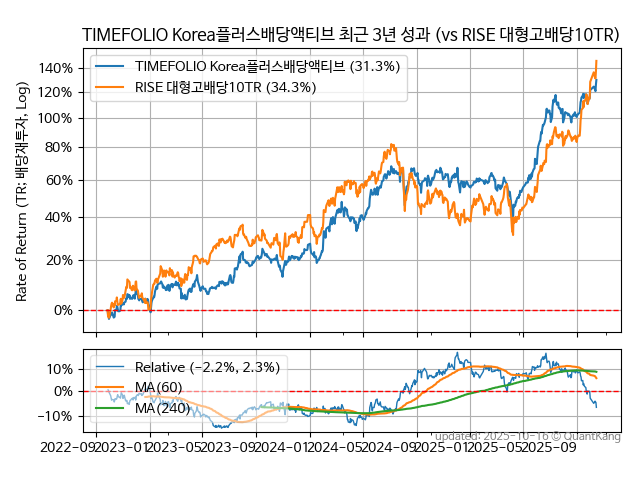 TIMEFOLIO Korea플러스배당액티브 최근 3년 성과 (vs RISE 대형고배당10TR)
Rate of Return (TR: 배당재투자, Log)
140%
120%
100%
80%
60%
40%
20%
0%
TIMEFOLIO Korea플러스배당액티브 (31.3%)
RISE 대형고배당10TR (34.3%)
10%
0%
−10%
Relative (−2.2%, 2.3%)
MA(60)
MA(240)
2022-09 2023-01 2023-05 2023-09 2024-01 2024-05 2024-09 2025-01 2025-05 2025-09
updated: 2025-10-16 © QuantKang